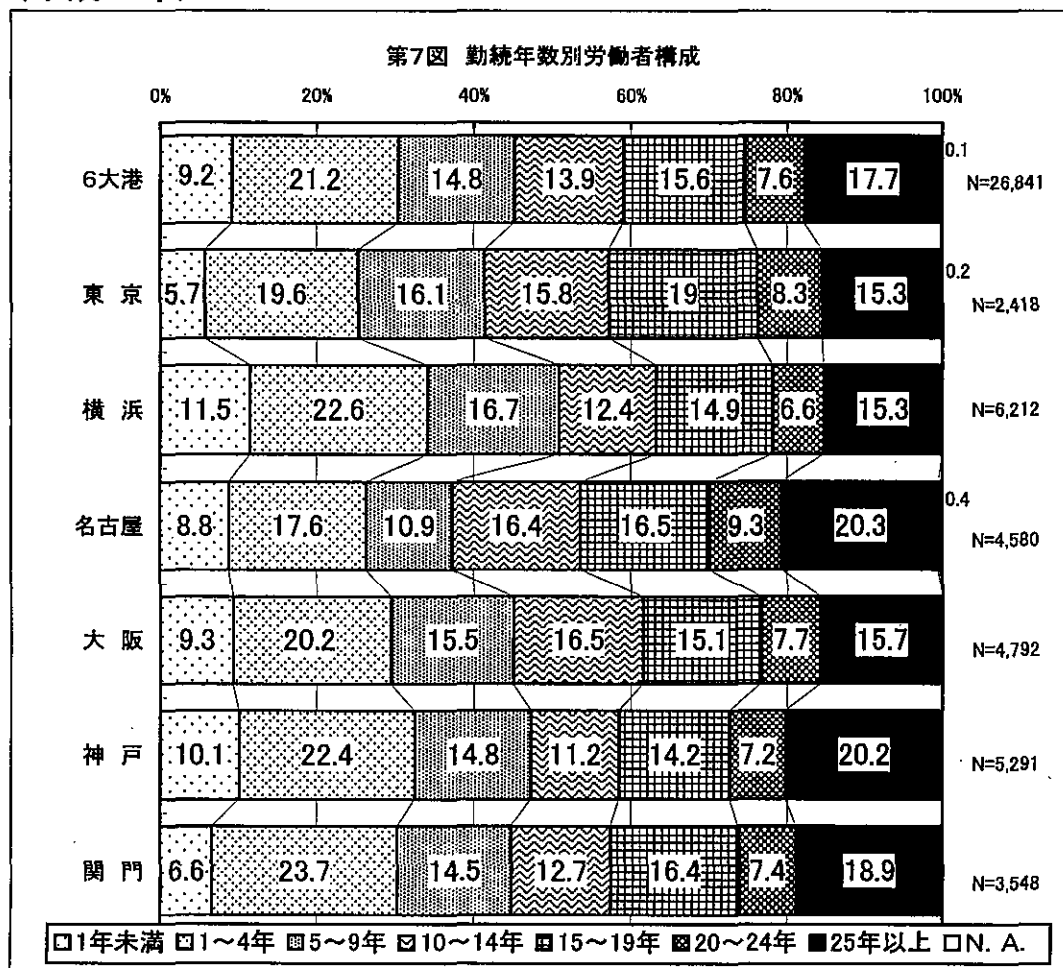 第7図 勤続年数別労働者構成
0% 20% 40% 60% 80% 100%
6大港 9.2 21.2 14.8 13.9 15.6 7.6 17.7 0.1 N=26,841
東京 5.7 19.6 16.1 15.8 19 8.3 15.3 0.2 N=2,418
横浜 11.5 22.6 16.7 12.4 14.9 6.6 15.3 N=6,212
名古屋 8.8 17.6 10.9 16.4 16.5 9.3 20.3 0.4 N=4,580
大阪 9.3 20.2 15.5 16.5 15.1 7.7 15.7 N=4,792
神戸 10.1 22.4 14.8 11.2 14.2 7.2 20.2 N=5,291
関門 6.6 23.7 14.5 12.7 16.4 7.4 18.9 N=3,548
1年未満 1〜4年 5〜9年 10〜14年 15〜19年 20〜24年 25年以上 N. A.